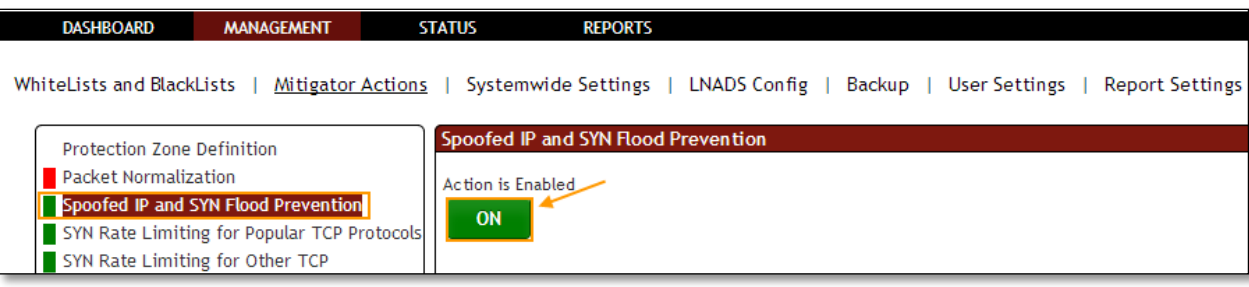 DASHBOARD MANAGEMENT STATUS REPORTS
WhiteLists and BlackLists | Mitigator Actions | Systemwide Settings | LNADS Config | Backup | User Settings | Report Settings
Protection Zone Definition
Packet Normalization
Spoofed IP and SYN Flood Prevention
SYN Rate Limiting for Popular TCP Protocols
SYN Rate Limiting for Other TCP
Spoofed IP and SYN Flood Prevention
Action is Enabled
ON